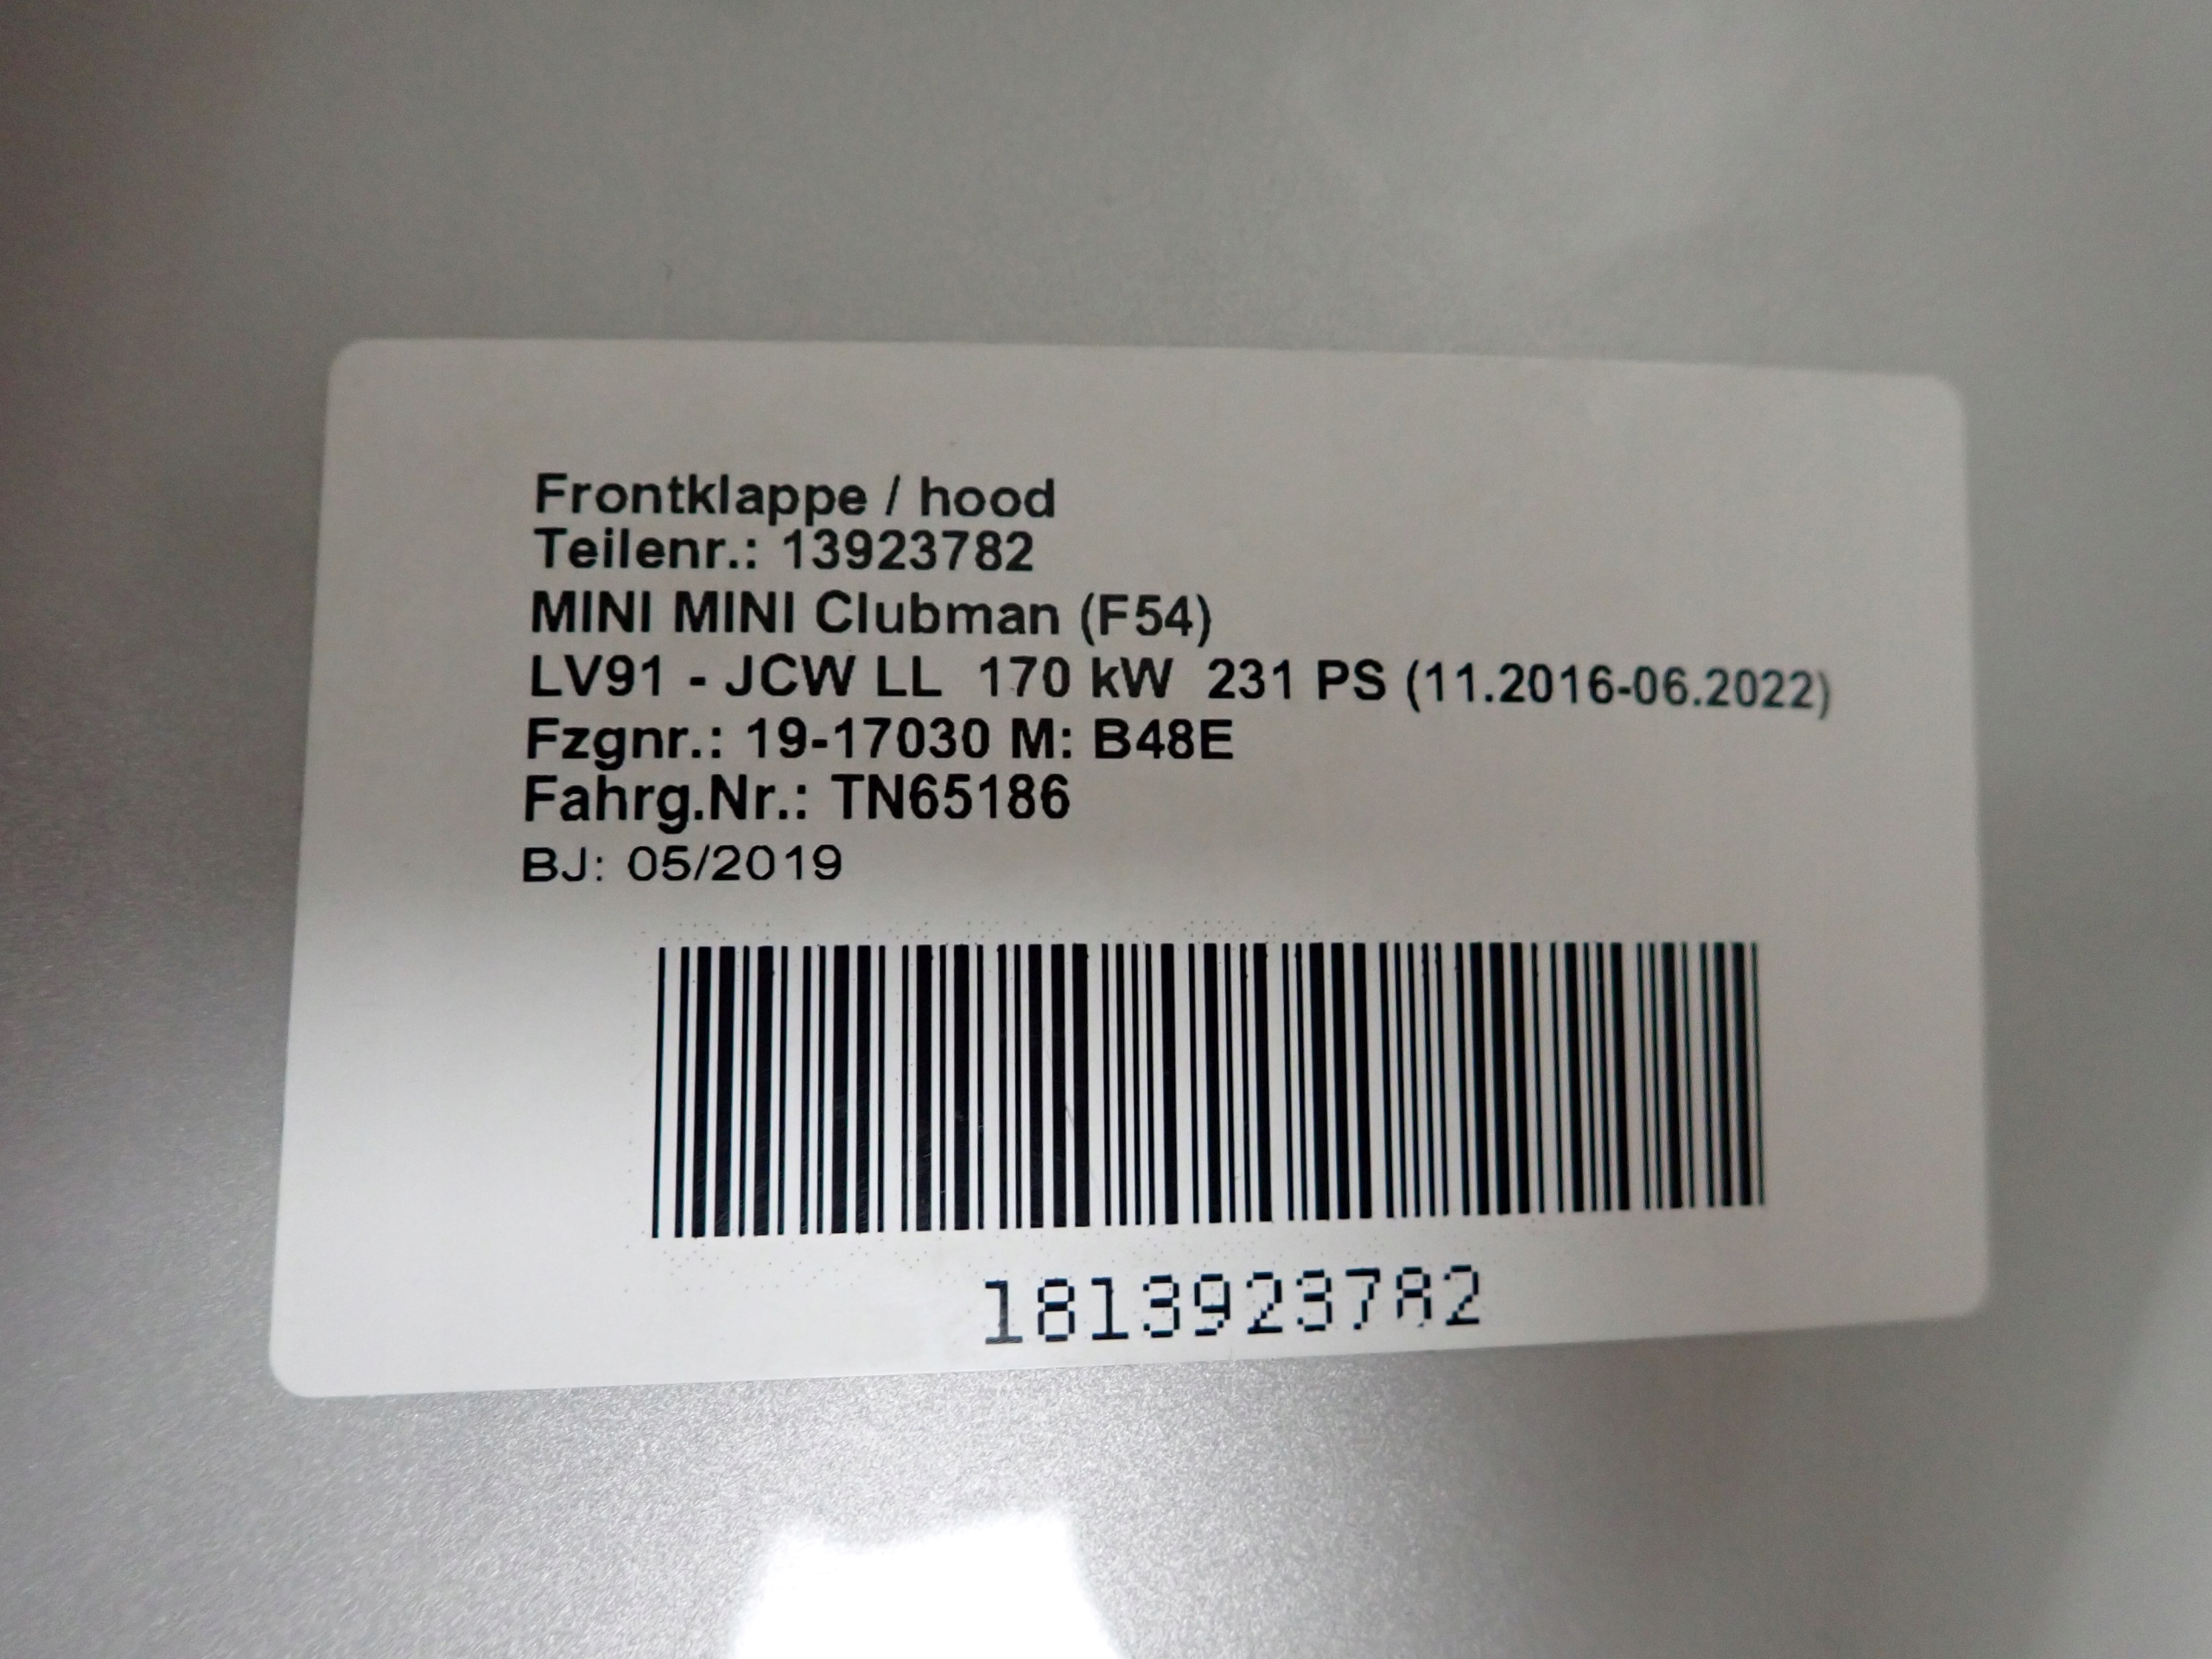 Frontklappe / hood
Teilenr.: 13923782
MINI MINI Clubman (F54)
LV91 - JCW LL  170 kW  231 PS (11.2016-06.2022)
Fzgnr.: 19-17030 M: B48E
Fahrg.Nr.: TN65186
BJ: 05/2019
1813923782